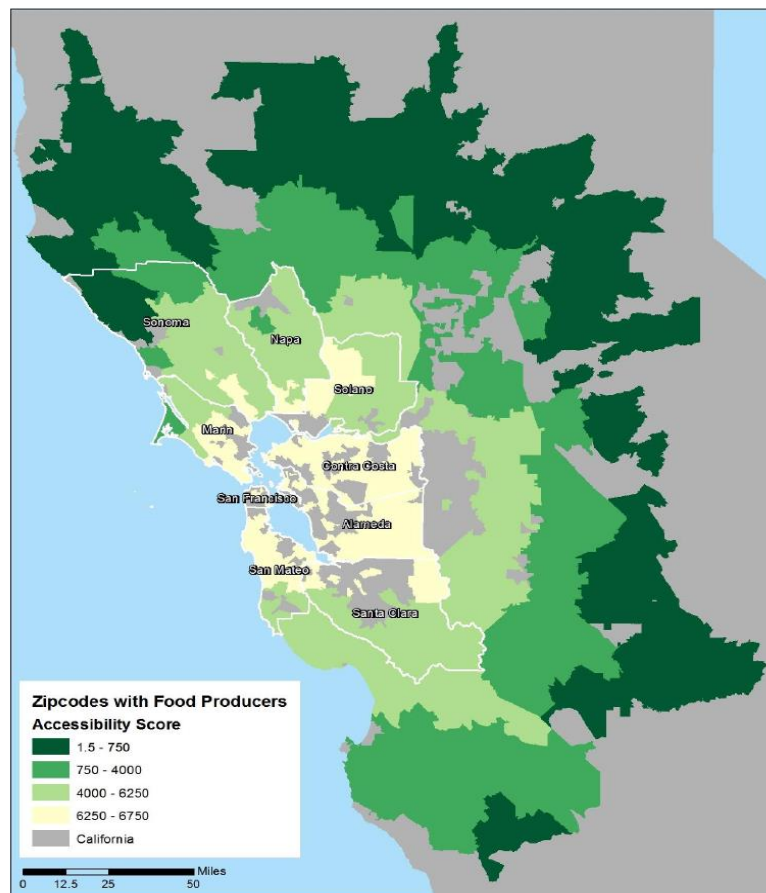 Sonoma
Napa
Solano
Marin
Contra Costa
San Francisco
Alameda
San Mateo
Santa Clara
Zipcodes with Food Producers
Accessibility Score
1.5 - 750
750 - 4000
4000 - 6250
6250 - 6750
California
Miles
0 12.5 25 50